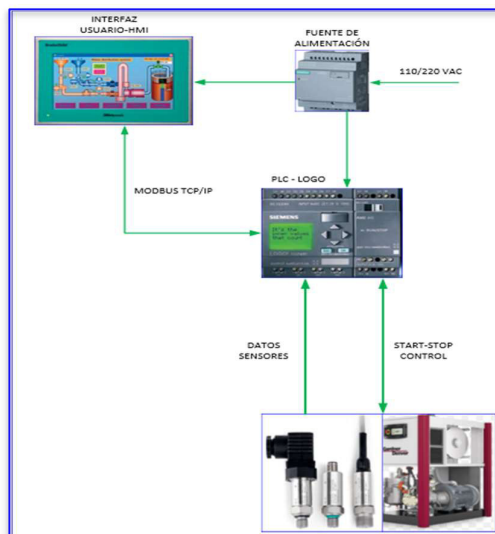 INTERFAZ
USUARIO-HMI
FUENTE DE
ALIMENTACIÓN
110/220 VAC
PLC - LOGO
MODBUS TCP/IP
SIEMENS
DATOS
SENSORES
START-STOP
CONTROL